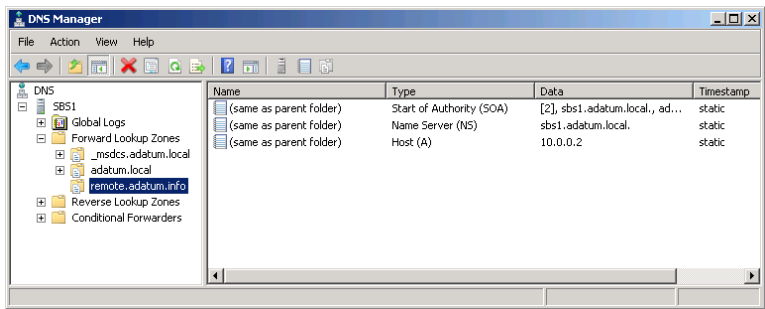 DNS Manager
File Action View Help
DNS
SBS1
Global Logs
Forward Lookup Zones
_msdcs.adatum.local
adatum.local
remote.adatum.info
Reverse Lookup Zones
Conditional Forwarders
Name Type Data Timestamp
(same as parent folder) Start of Authority (SOA) [2], sbs1.adatum.local., ad... static
(same as parent folder) Name Server (NS) sbs1.adatum.local. static
(same as parent folder) Host (A) 10.0.0.2 static